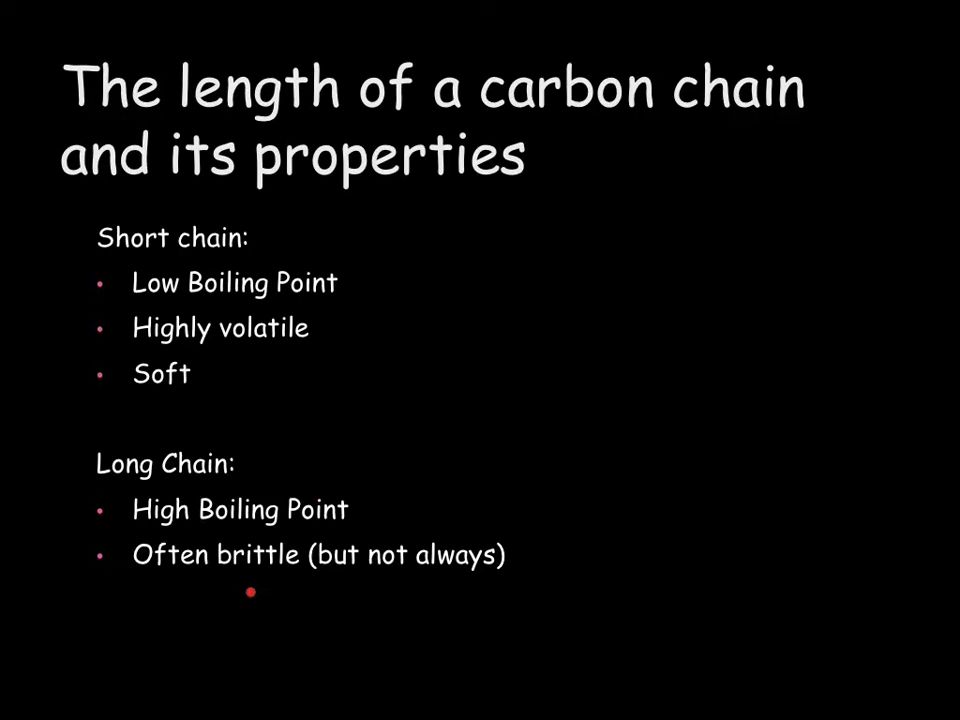 The length of a carbon chain
and its properties
Short chain:
• Low Boiling Point
• Highly volatile
• Soft
Long Chain:
• High Boiling Point
• Often brittle (but not always)